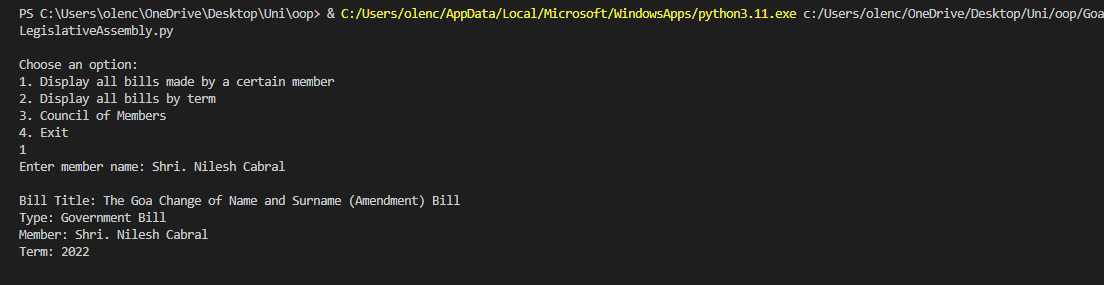 PS C:\Users\olenc\OneDrive\Desktop\Uni\oop> & C:/Users/olenc/AppData/Local/Microsoft/WindowsApps/python3.11.exe c:/Users/olenc/OneDrive/Desktop/Uni/oop/Goa
LegislativeAssembly.py
Choose an option:
1. Display all bills made by a certain member
2. Display all bills by term
3. Council of Members
4. Exit
1
Enter member name: Shri. Nilesh Cabral
Bill Title: The Goa Change of Name and Surname (Amendment) Bill
Type: Government Bill
Member: Shri. Nilesh Cabral
Term: 2022